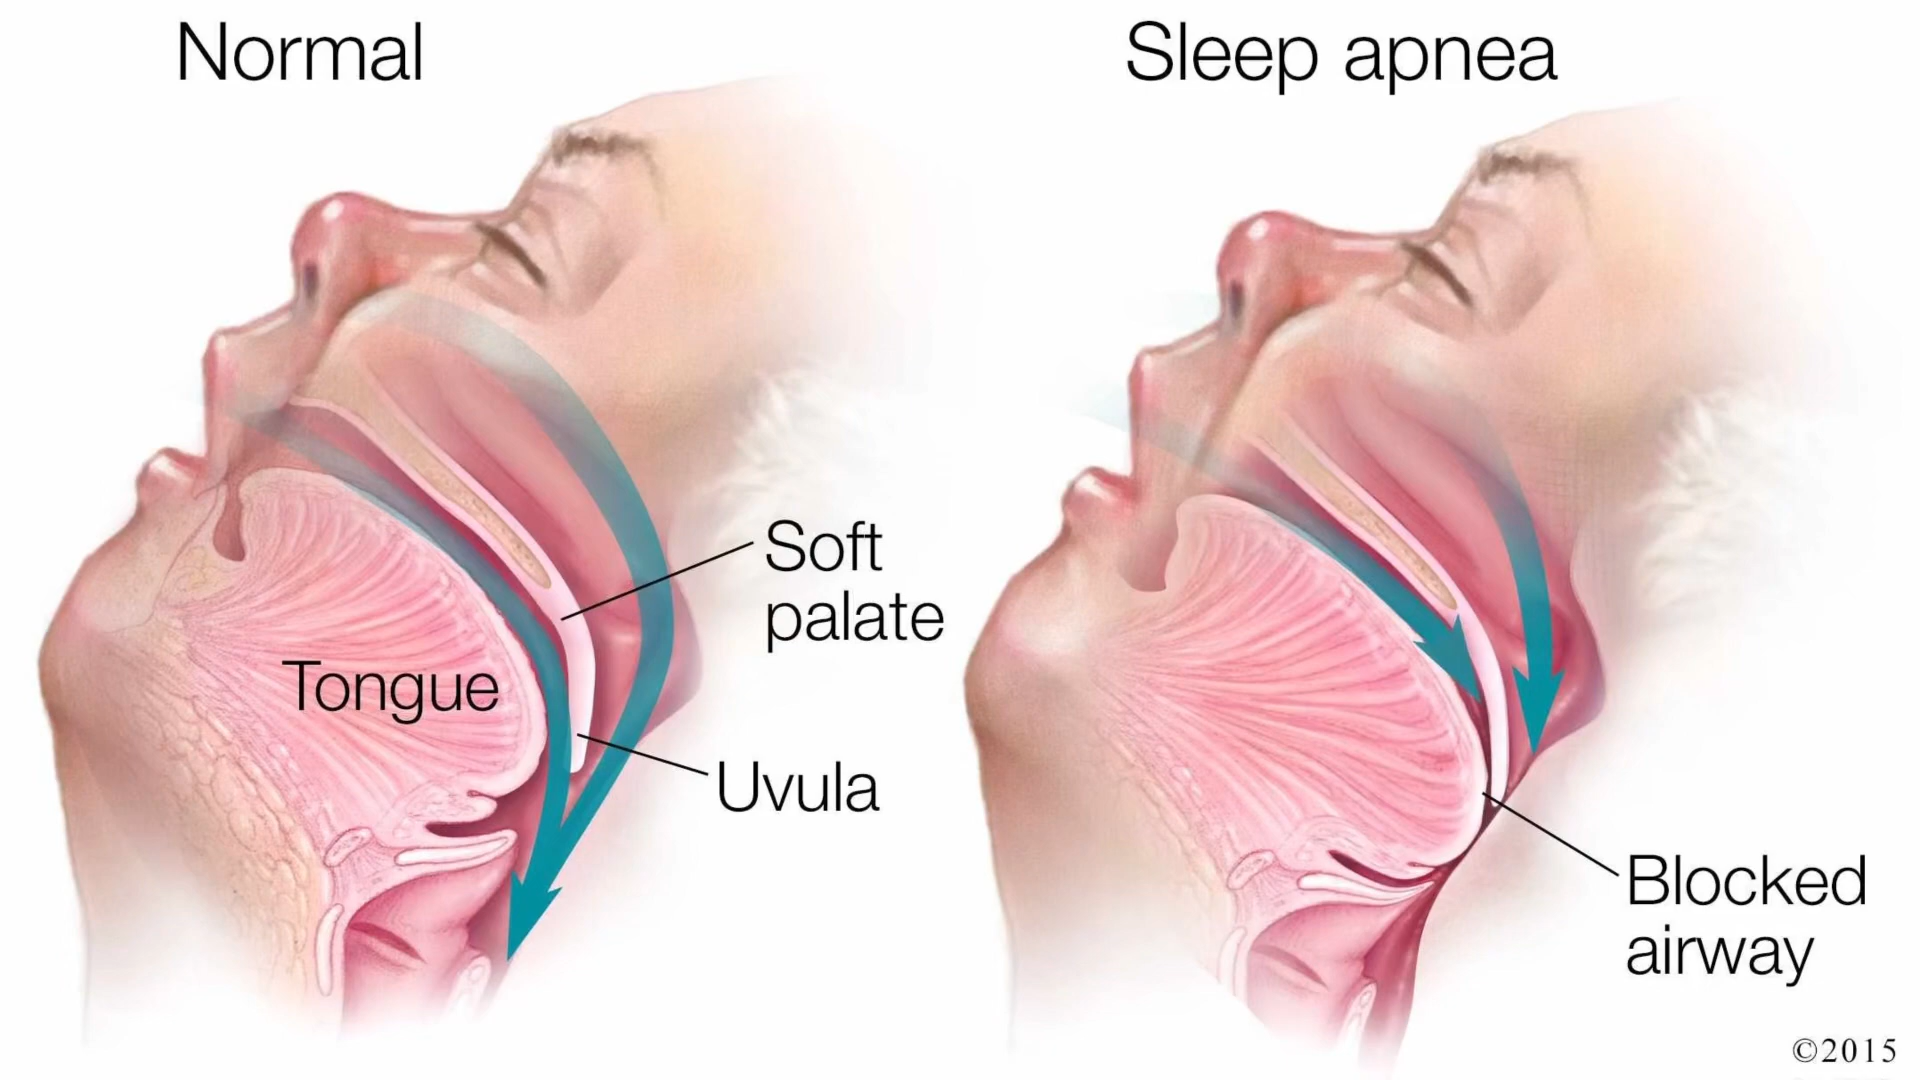 Normal
Sleep apnea
Soft
palate
Tongue
Uvula
Blocked
airway
©2015